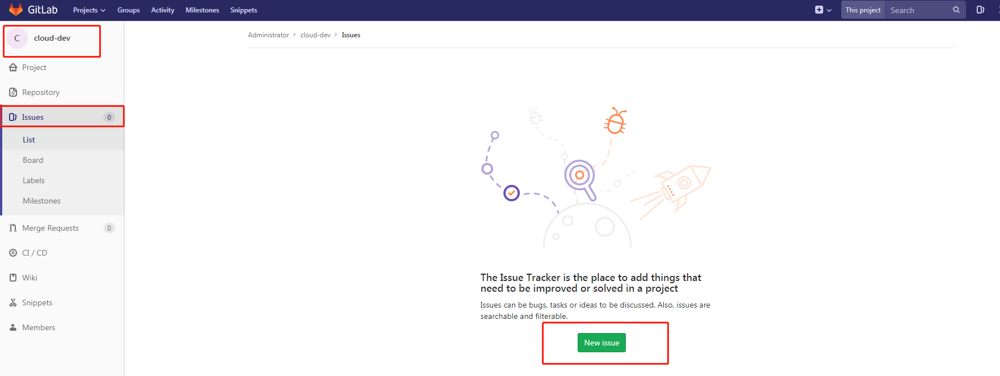 GitLab Projects Groups Activity Milestones Snippets This project Search
C cloud-dev
Administrator > cloud-dev > Issues
Project
Repository
Issues 0
List
Board
Labels
Milestones
Merge Requests 0
CI / CD
Wiki
Snippets
Members
The Issue Tracker is the place to add things that
need to be improved or solved in a project
Issues can be bugs, tasks or ideas to be discussed. Also, issues are
searchable and filterable.
New issue